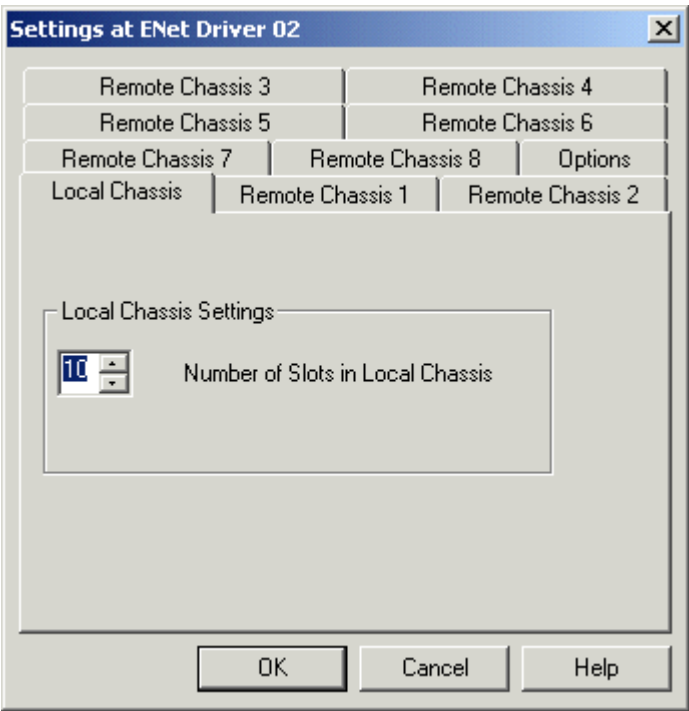 Settings at ENet Driver 02
Remote Chassis 3 Remote Chassis 4
Remote Chassis 5 Remote Chassis 6
Remote Chassis 7 Remote Chassis 8 Options
Local Chassis Remote Chassis 1 Remote Chassis 2
Local Chassis Settings
10 Number of Slots in Local Chassis
OK Cancel Help